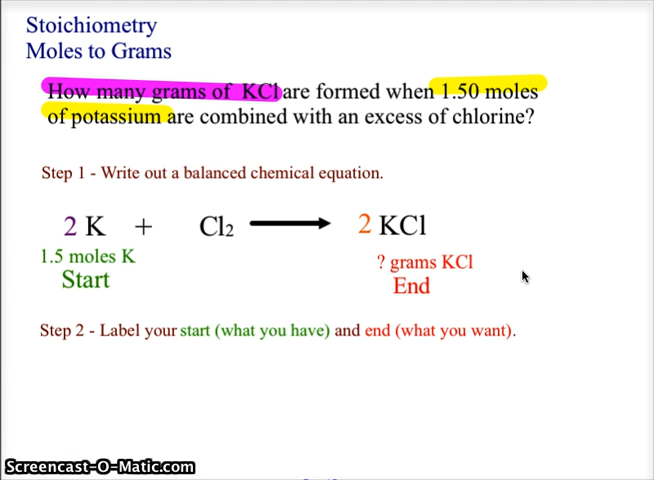 Stoichiometry
Moles to Grams
How many grams of KCl are formed when 1.50 moles
of potassium are combined with an excess of chlorine?
Step 1 - Write out a balanced chemical equation.
2 K + Cl₂ ⟶ 2 KCl
1.5 moles K
Start
? grams KCl
End
Step 2 - Label your start (what you have) and end (what you want).
Screencast-O-Matic.com